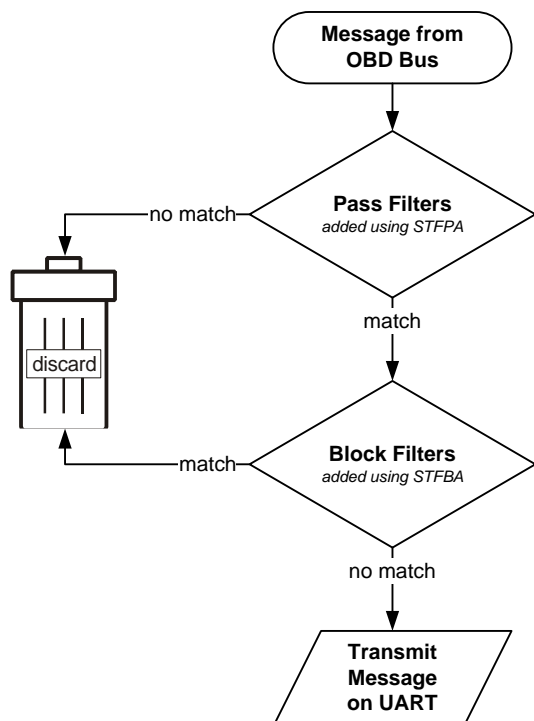 Message from
OBD Bus
Pass Filters
added using STFPA
no match
match
discard
Block Filters
added using STFBA
match
no match
Transmit
Message
on UART